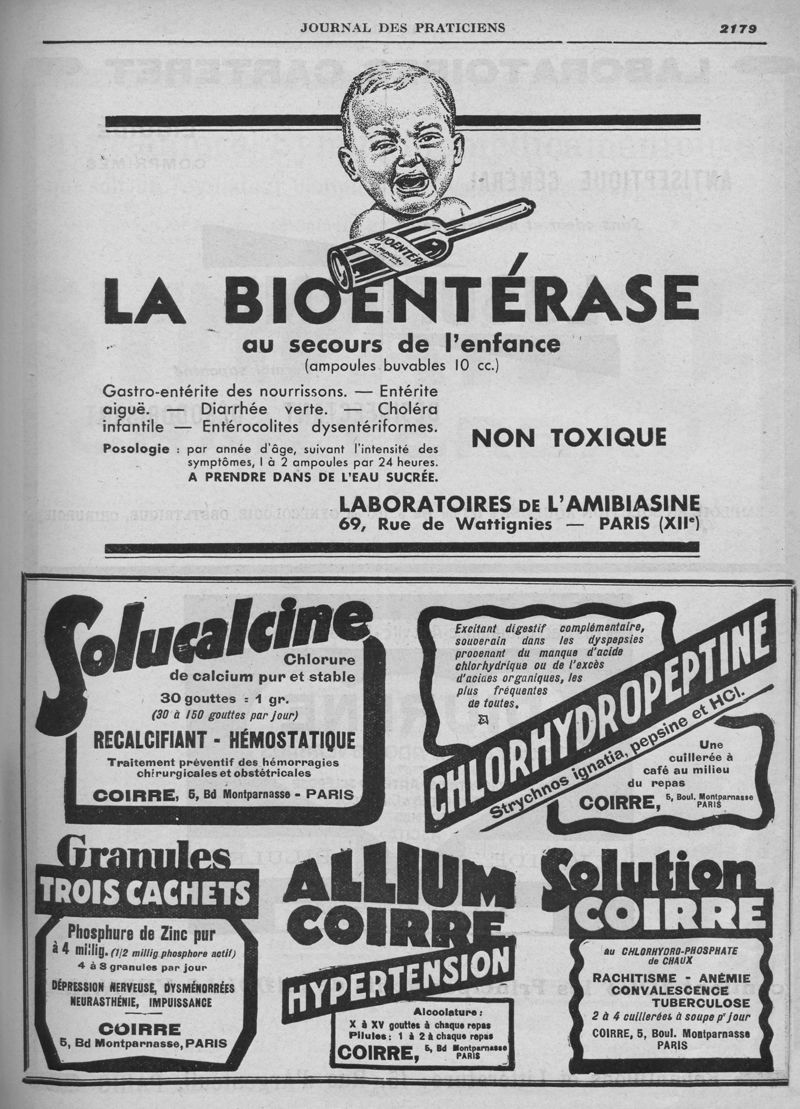 JOURNAL DES PRATICIENS
2179
BIOENTÉR
Ampoules
LA BIOENTÉRASE
au secours de l'enfance
(ampoules buvables 10 cc.)
Gastro-entérite des nourrissons. — Entérite
aiguë. — Diarrhée verte. — Choléra
infantile — Entérocolites dysentériformes.
Posologie : par année d'âge, suivant l'intensité des
symptômes, 1 à 2 ampoules par 24 heures.
A PRENDRE DANS DE L'EAU SUCRÉE.
NON TOXIQUE
LABORATOIRES DE L'AMIBIASINE
69, Rue de Wattignies — PARIS (XIIe)
Solucalcine
Chlorure
de calcium pur et stable
30 gouttes = 1 gr.
(30 à 150 gouttes par jour)
RECALCIFIANT - HÉMOSTATIQUE
Traitement préventif des hémorragies
chirurgicales et obstétricales
COIRRE, 5, Bd Montparnasse - PARIS
Excitant digestif complémentaire,
souverain dans les dyspepsies
provenant du manque d'acide
chlorhydrique ou de l'excès
d'acides organiques, les
plus fréquentes
de toutes.
CHLORHYDROPEPTINE
Strychnos ignatia, pepsine et HCl.
Une
cuillerée à
café au milieu
du repas
COIRRE, 5, Boul. Montparnasse
PARIS
Granules
TROIS CACHETS
Phosphure de Zinc pur
à 4 millig. (1/2 millig phosphore actif)
4 à 8 granules par jour
DÉPRESSION NERVEUSE, DYSMÉNORRÉES
NEURASTHÉNIE, IMPUISSANCE
COIRRE
5, Bd Montparnasse, PARIS
ALLIUM
COIRRE
HYPERTENSION
Alcoolature :
X à XV gouttes à chaque repas
Pilules : 1 à 2 à chaque repas
COIRRE, 5, Bd Montparnasse
PARIS
Solution
COIRRE
au CHLORHYDRO-PHOSPHATE
de CHAUX
RACHITISME - ANÉMIE
CONVALESCENCE
TUBERCULOSE
2 à 4 cuillerées à soupe pr jour
COIRRE, 5, Boul. Montparnasse
PARIS